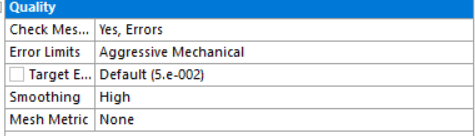 Quality
Check Mes... Yes, Errors
Error Limits Aggressive Mechanical
Target E... Default (5.e-002)
Smoothing High
Mesh Metric None